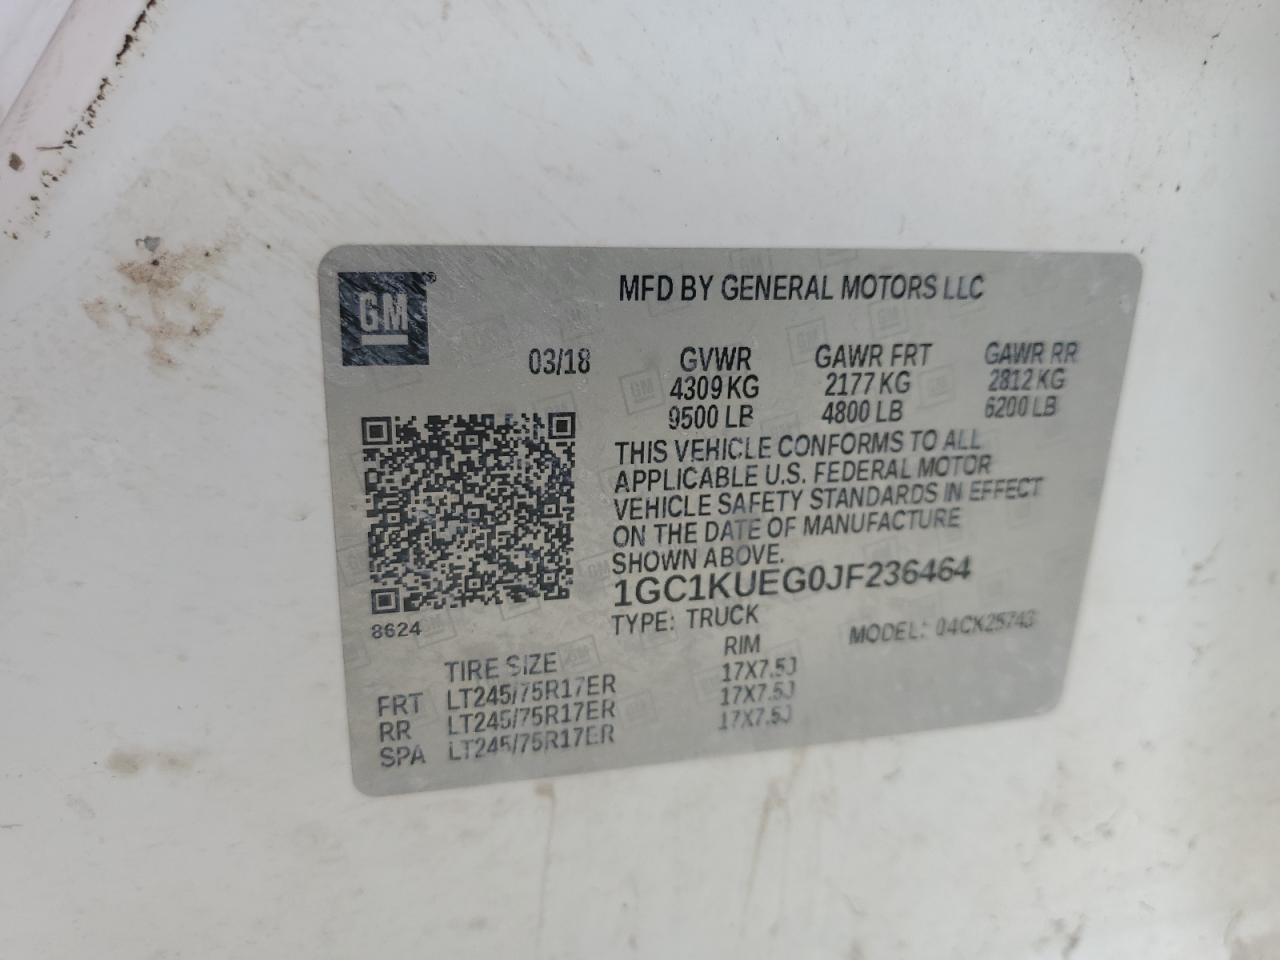 GM®
MFD BY GENERAL MOTORS LLC
03/18 GVWR GAWR FRT GAWR RR
4309 KG 2177 KG 2812 KG
9500 LB 4800 LB 6200 LB
THIS VEHICLE CONFORMS TO ALL
APPLICABLE U.S. FEDERAL MOTOR
VEHICLE SAFETY STANDARDS IN EFFECT
ON THE DATE OF MANUFACTURE
SHOWN ABOVE.
1GC1KUEG0JF236464
8624
TYPE: TRUCK MODEL: 04CK25743
TIRE SIZE RIM
FRT LT245/75R17ER 17X7.5J
RR LT245/75R17ER 17X7.5J
SPA LT245/75R17ER 17X7.5J